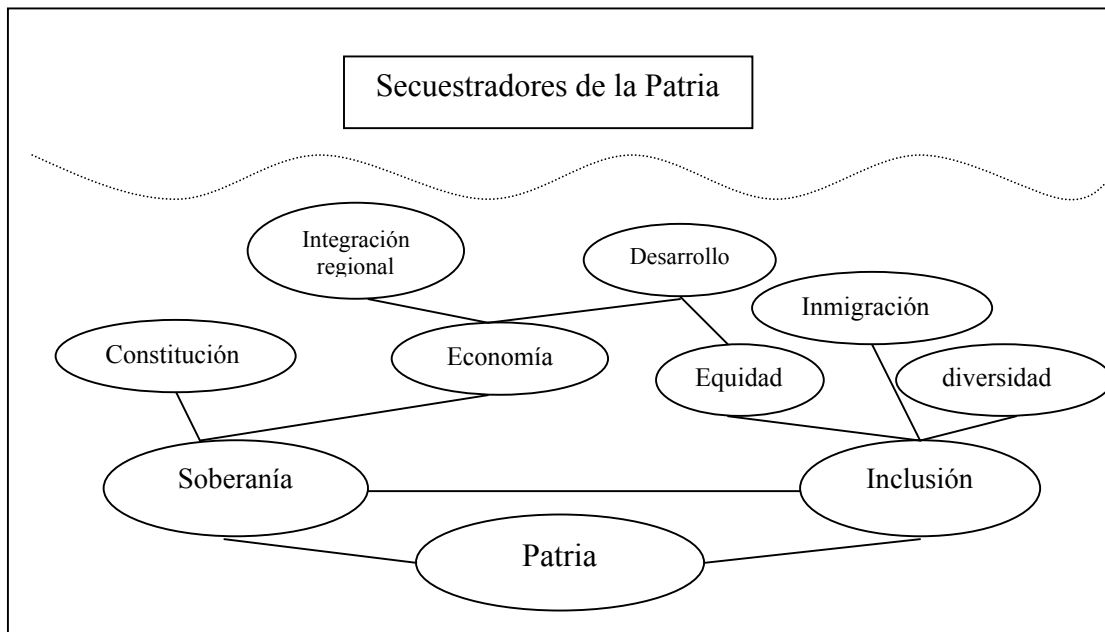 Secuestradores de la Patria
Integración
regional
Desarrollo
Inmigración
Constitución
Economía
Equidad
diversidad
Soberanía
Inclusión
Patria